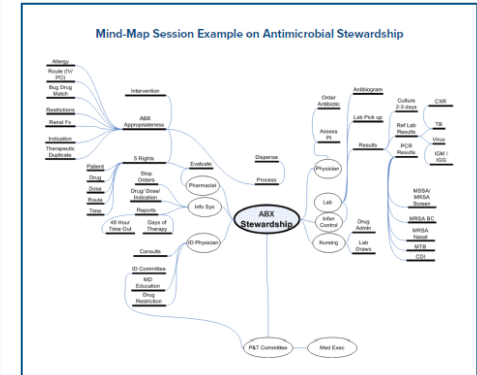 Mind-Map Session Example on Antimicrobial Stewardship
Allergy
Route (IV/
PO)
Bug Drug
Match
Restrictions
Renal Fx
Indication
Therapeutic
Duplicate
Intervention
ABX
Appropriateness
5 Rights
Patient
Drug
Dose
Route
Time
Evaluate
Pharmacist
Dispense
Process
Stop
Orders
Drug/ Dose/
Indication
Reports
48 Hour
Time Out
Days of
Therapy
Info Sys
Consults
ID Committee
MD
Education
Drug
Restriction
ID Physician
ABX
Stewardship
P&T Committee
Med Exec
Order
Antibiotic
Assess
Pt
Physician
Antibiogram
Lab Pick up
Results
Lab
Infxn
Control
Nursing
Drug
Admin
Lab
Draws
Culture
2-3 days
Ref Lab
Results
PCR
Results
CXR
TB
Virus
IGM /
IGG
MSSA/
MRSA
Screen
MRSA BC
MRSA
Nasal
MTB
CDI